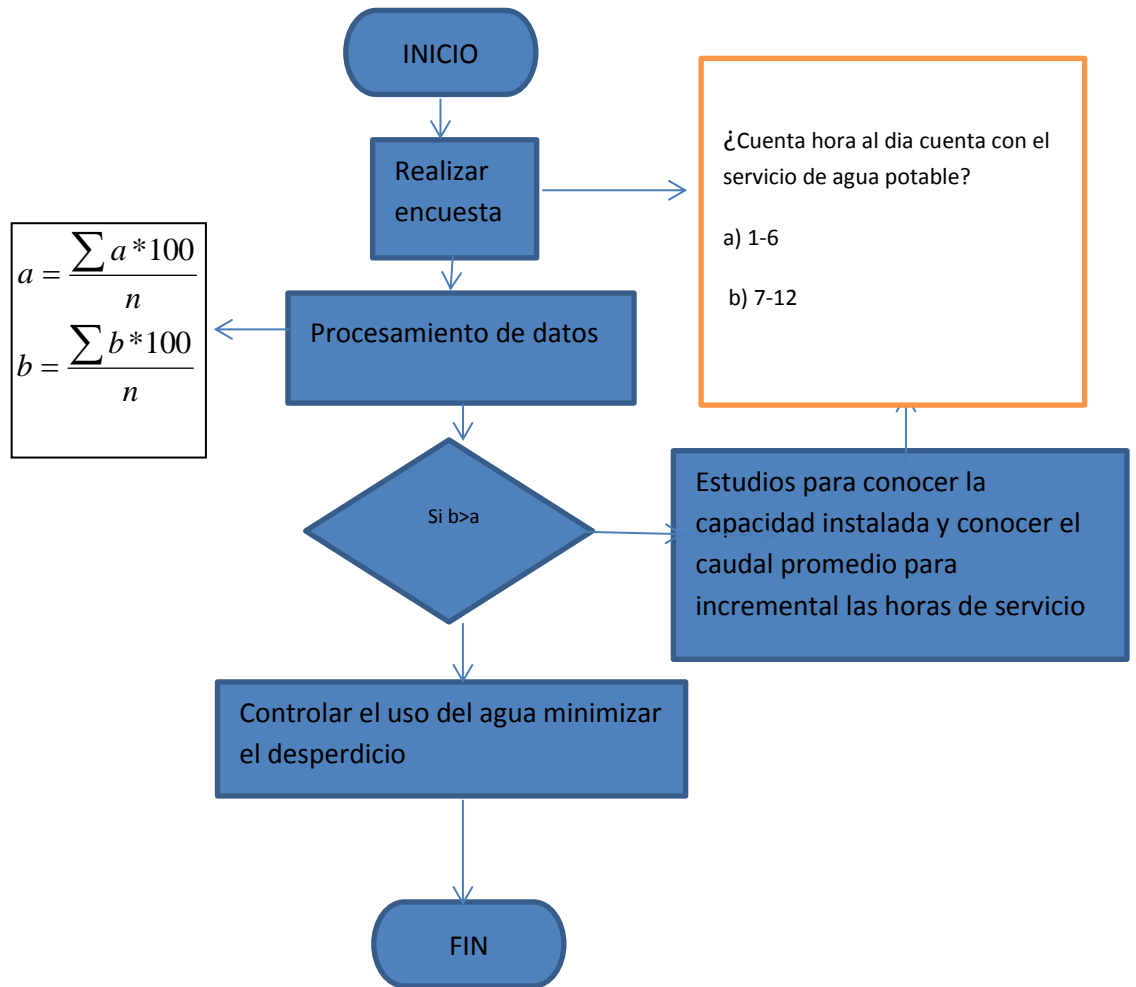 INICIO
¿Cuenta hora al dia cuenta con el
servicio de agua potable?
a) 1-6
b) 7-12
Realizar
encuesta
a = ∑ a *100 / n
b = ∑ b *100 / n
Procesamiento de datos
Si b>a
Estudios para conocer la
capacidad instalada y conocer el
caudal promedio para
incremental las horas de servicio
Controlar el uso del agua minimizar
el desperdicio
FIN